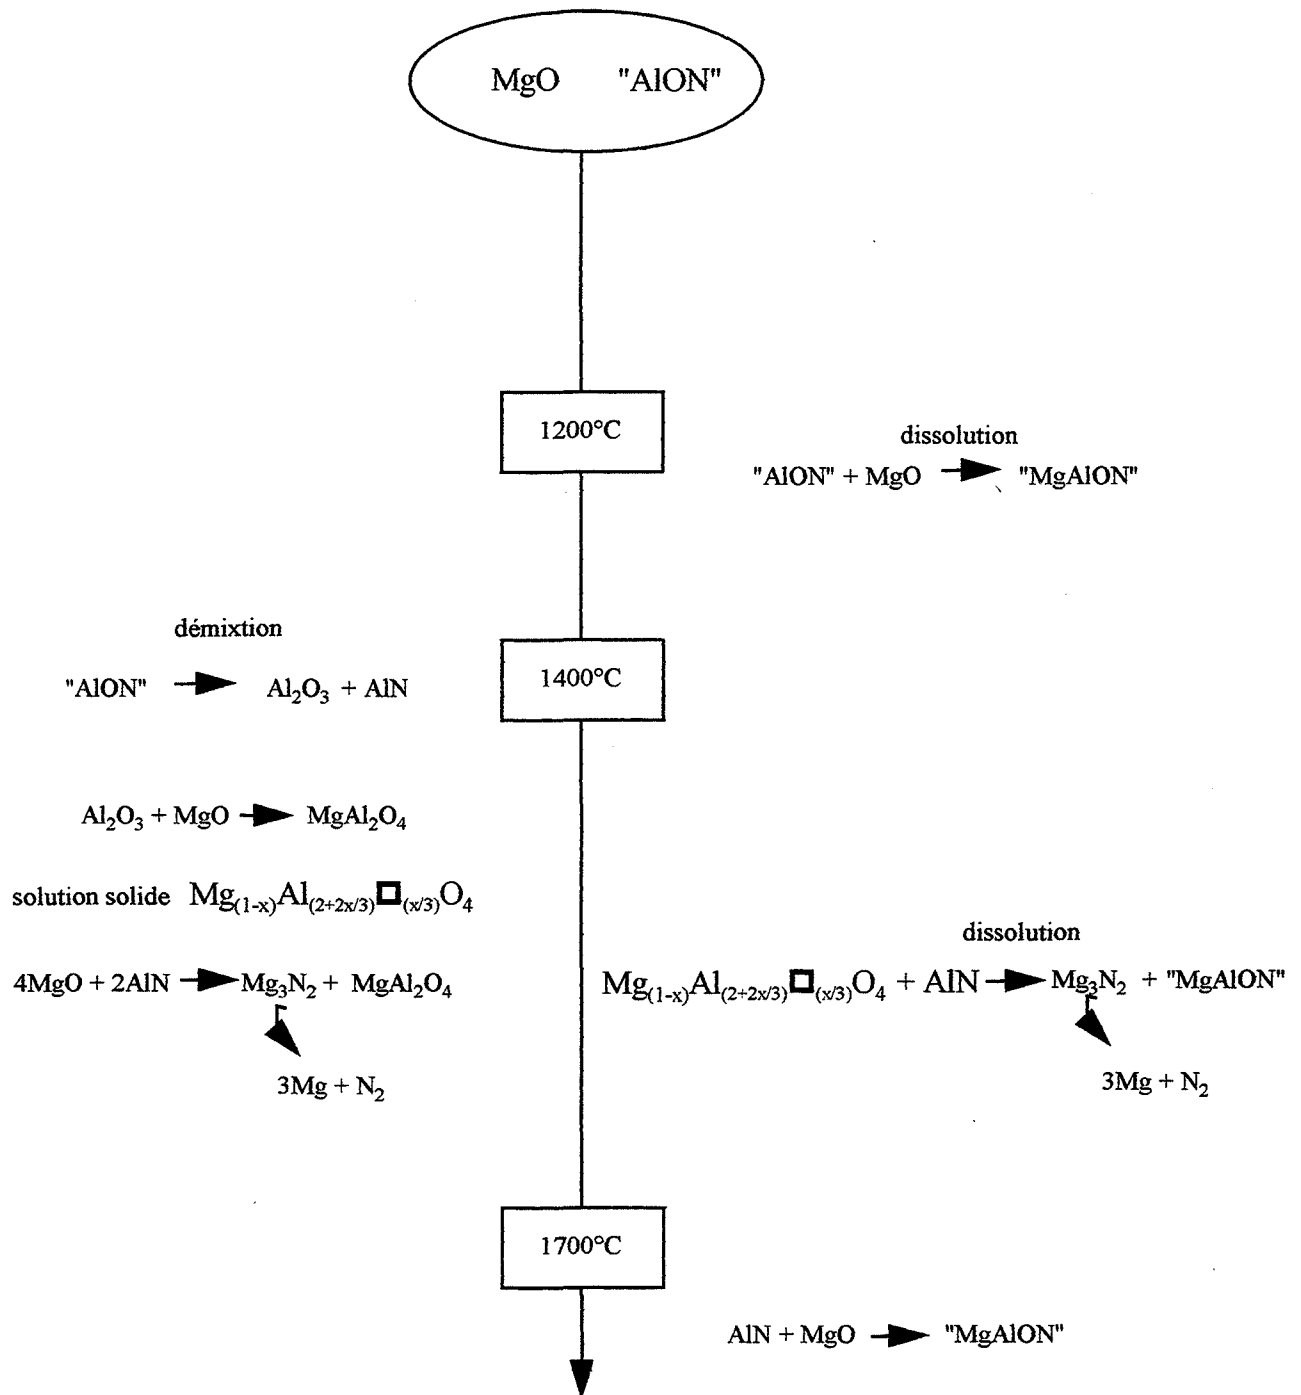 MgO "AlON"
1200°C
dissolution
"AlON" + MgO → "MgAlON"
démixtion
"AlON" → Al₂O₃ + AlN
1400°C
Al₂O₃ + MgO → MgAl₂O₄
solution solide Mg₍₁₋ₓ₎Al₍₂₊₂ₓ/₃₎□₍ₓ/₃₎O₄
4MgO + 2AlN → Mg₃N₂ + MgAl₂O₄
3Mg + N₂
dissolution
Mg₍₁₋ₓ₎Al₍₂₊₂ₓ/₃₎□₍ₓ/₃₎O₄ + AlN → Mg₃N₂ + "MgAlON"
3Mg + N₂
1700°C
AlN + MgO → "MgAlON"